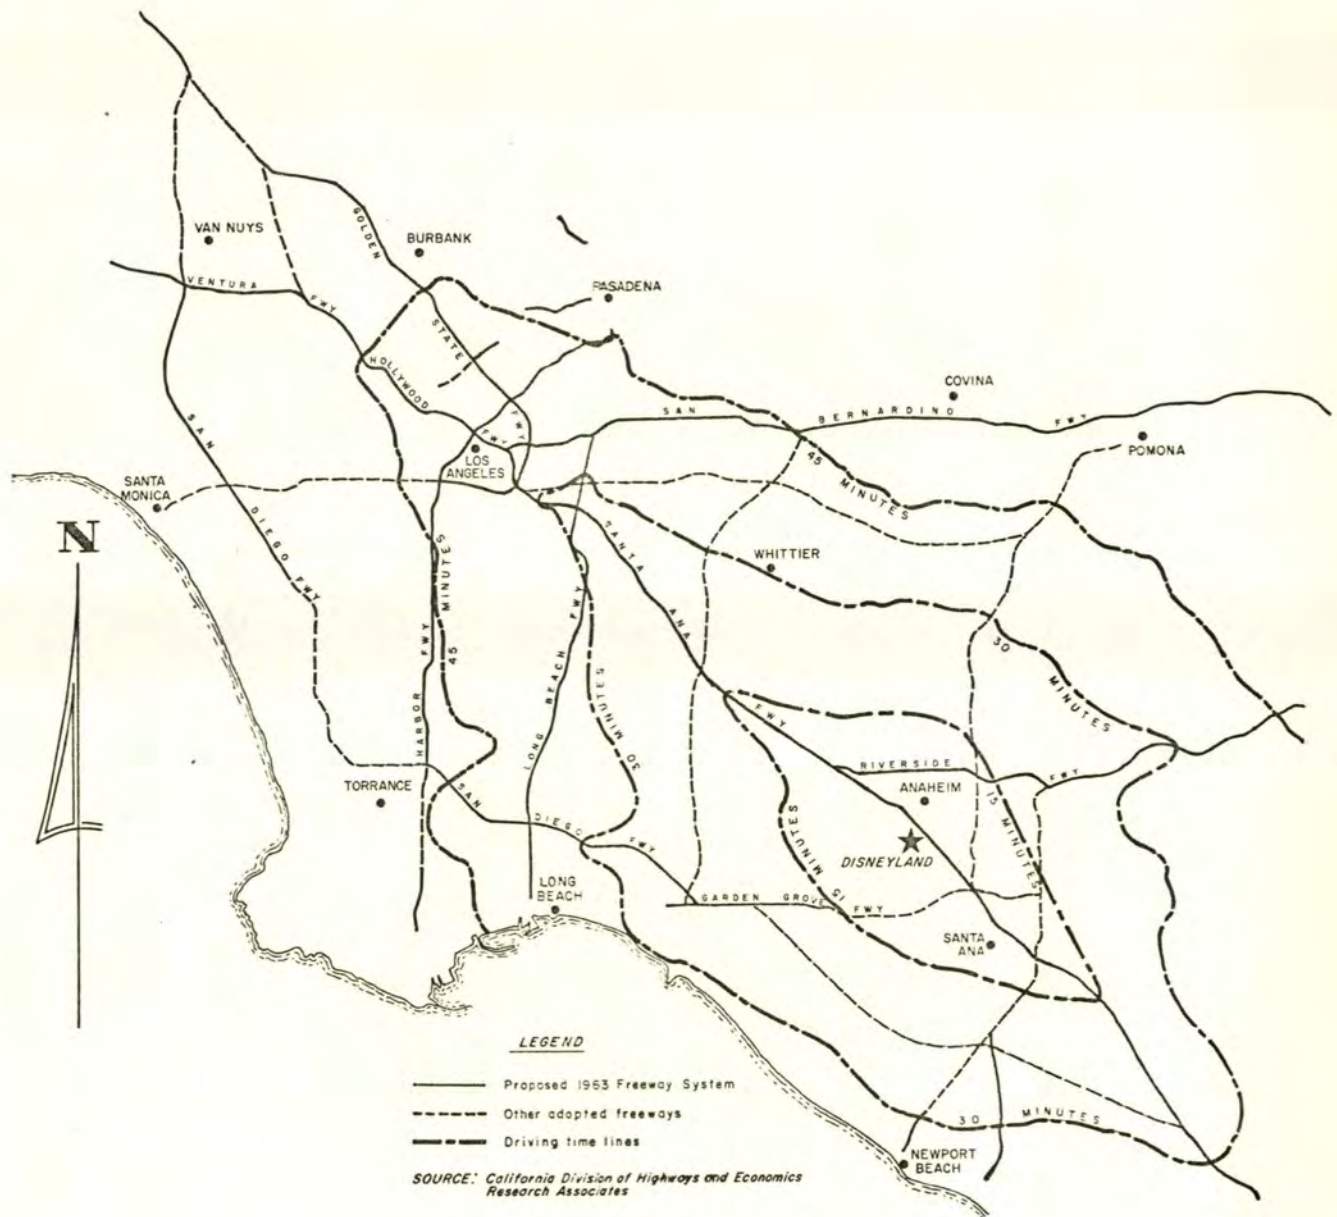 VAN NUYS
BURBANK
GOLDEN
STATE
FWY
PASADENA
VENTURA
FWY
HOLLYWOOD
FWY
COVINA
SAN
BERNARDINO
FWY
POMONA
LOS
ANGELES
SANTA
MONICA
SAN
DIEGO
FWY
45
MINUTES
N
MINUTES
45
WHITTIER
SANTA
ANA
FWY
30
MINUTES
HARBOR
FWY
LONG
BEACH
FWY
30
MINUTES
RIVERSIDE
FWY
TORRANCE
SAN
DIEGO
FWY
ANAHEIM
15
MINUTES
MINUTES
15
DISNEYLAND
LONG
BEACH
GARDEN
GROVE
FWY
SANTA
ANA
30
MINUTES
NEWPORT
BEACH
LEGEND
Proposed 1963 Freeway System
Other adopted freeways
Driving time lines
SOURCE: California Division of Highways and Economics
Research Associates